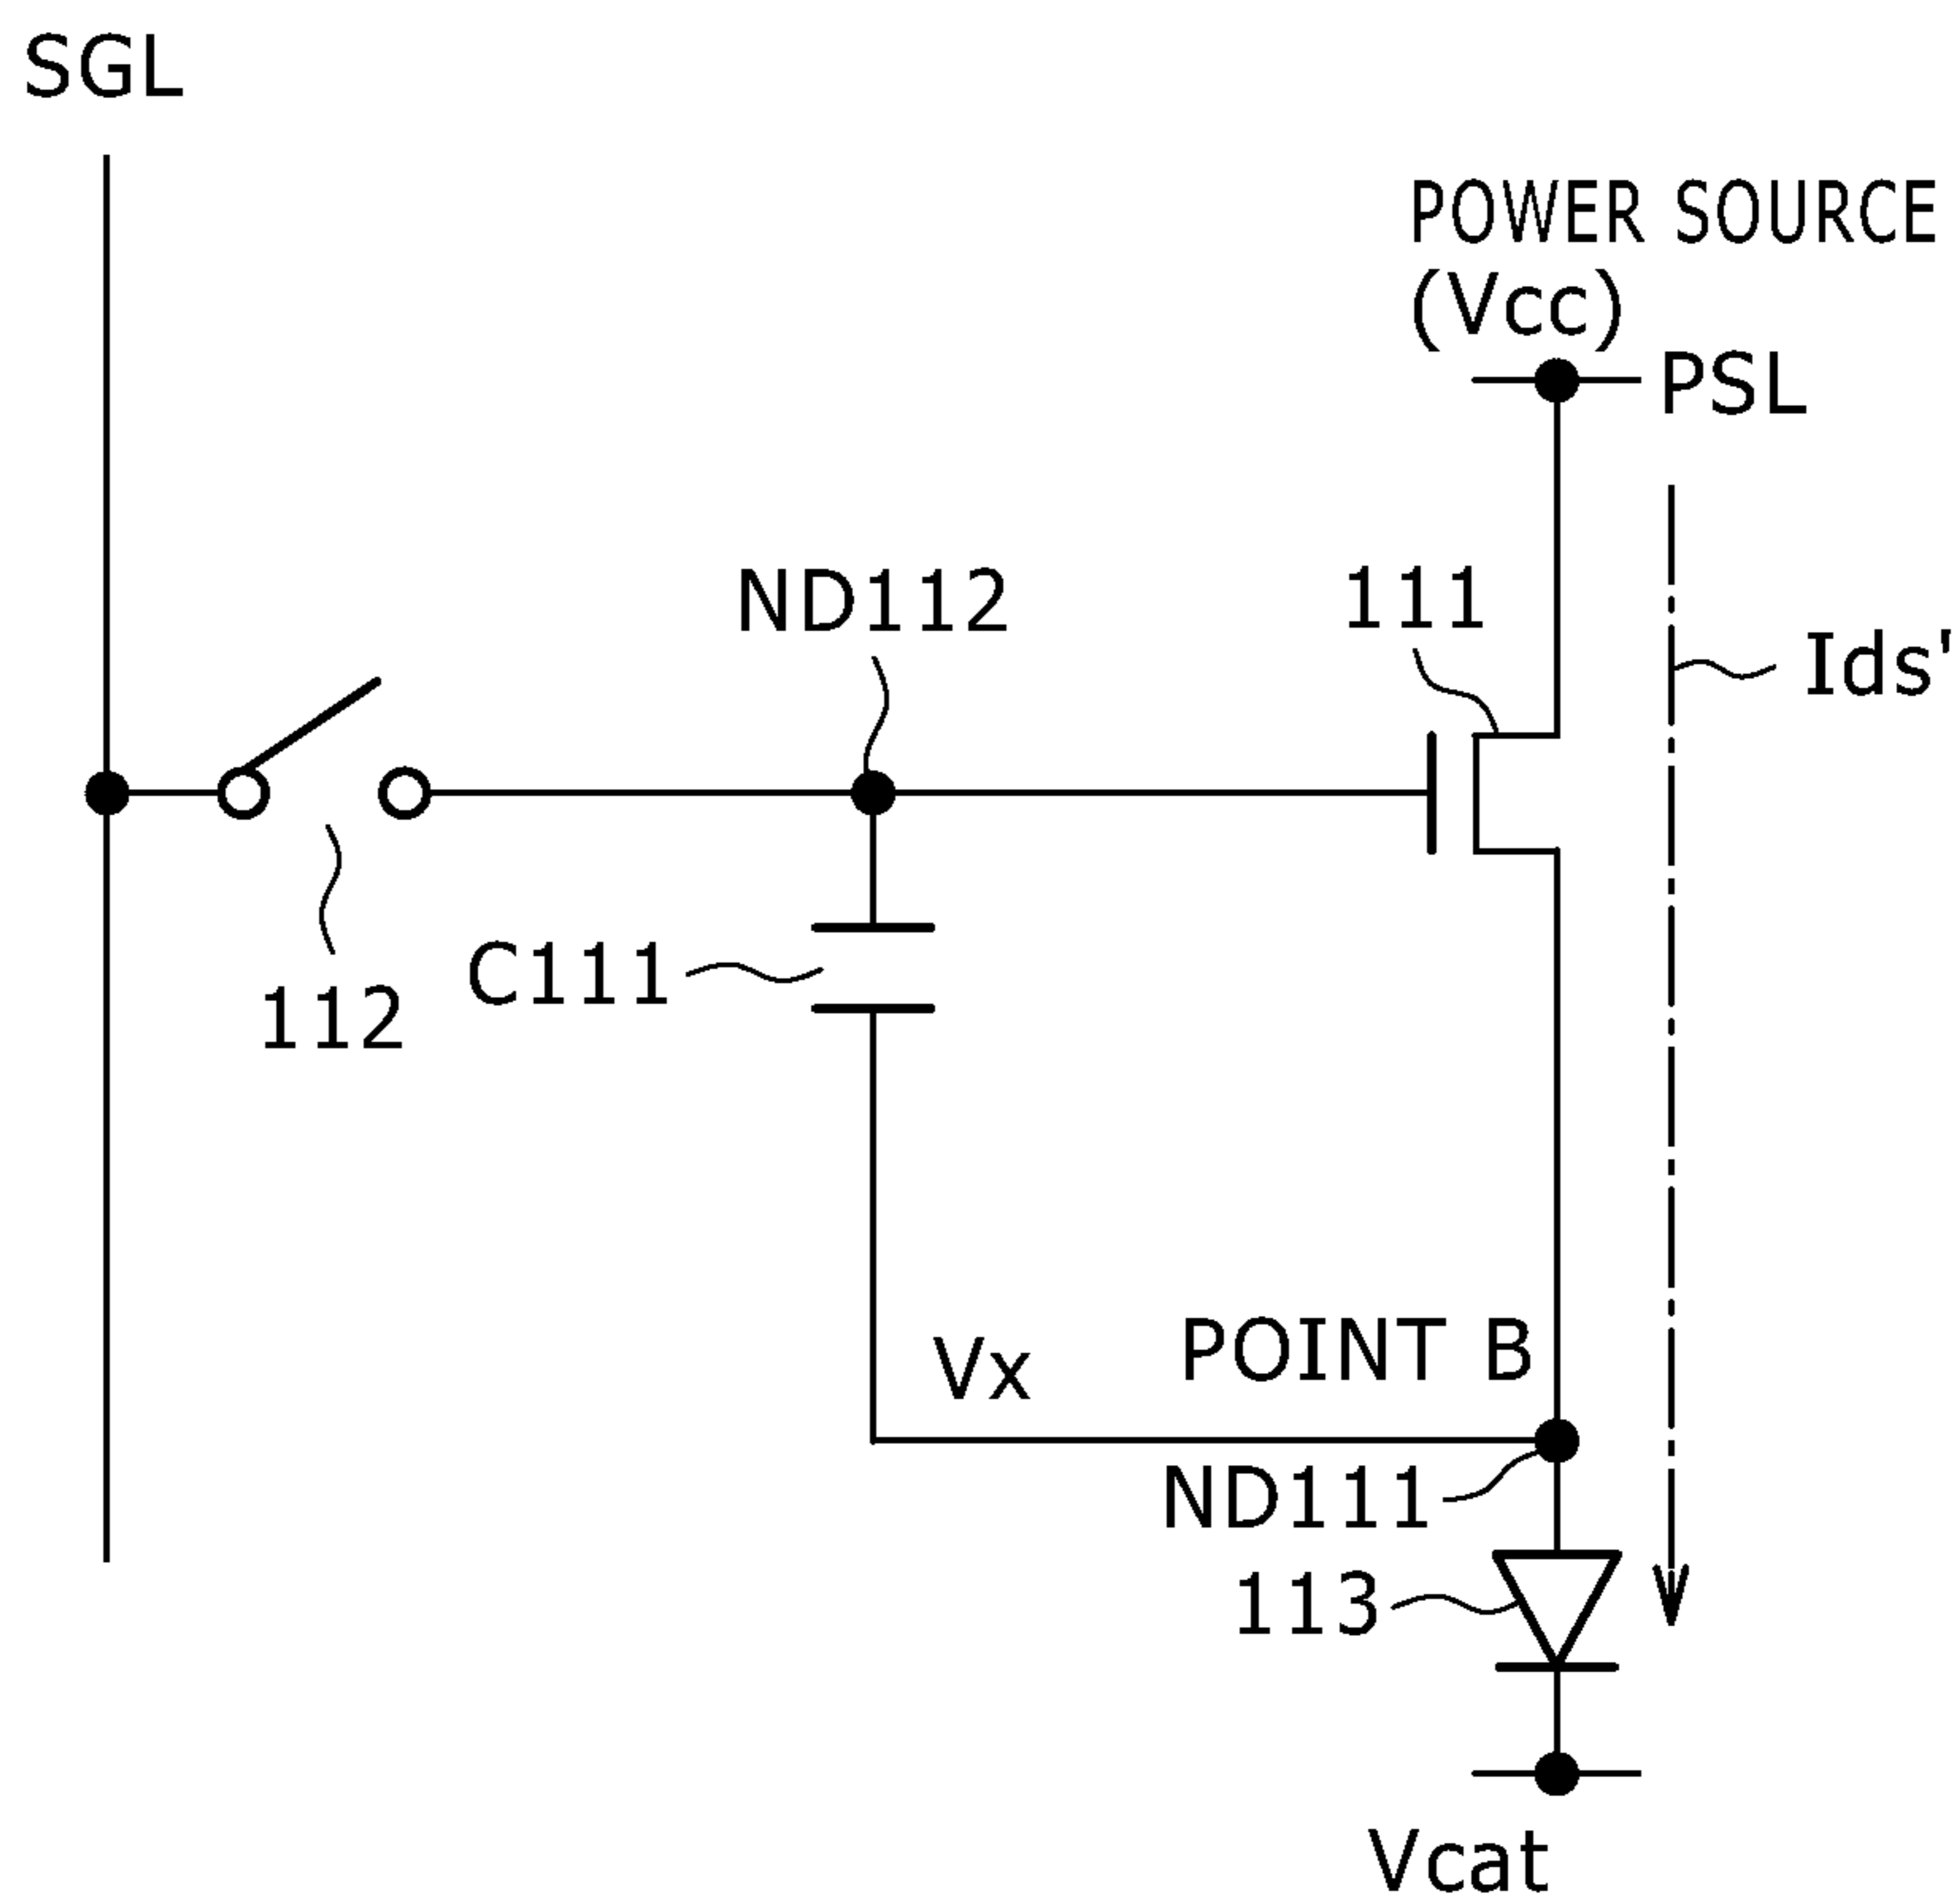 SGL
POWER SOURCE
(Vcc)
PSL
ND112
111
Ids'
C111
112
Vx
POINT B
ND111
113
Vcat